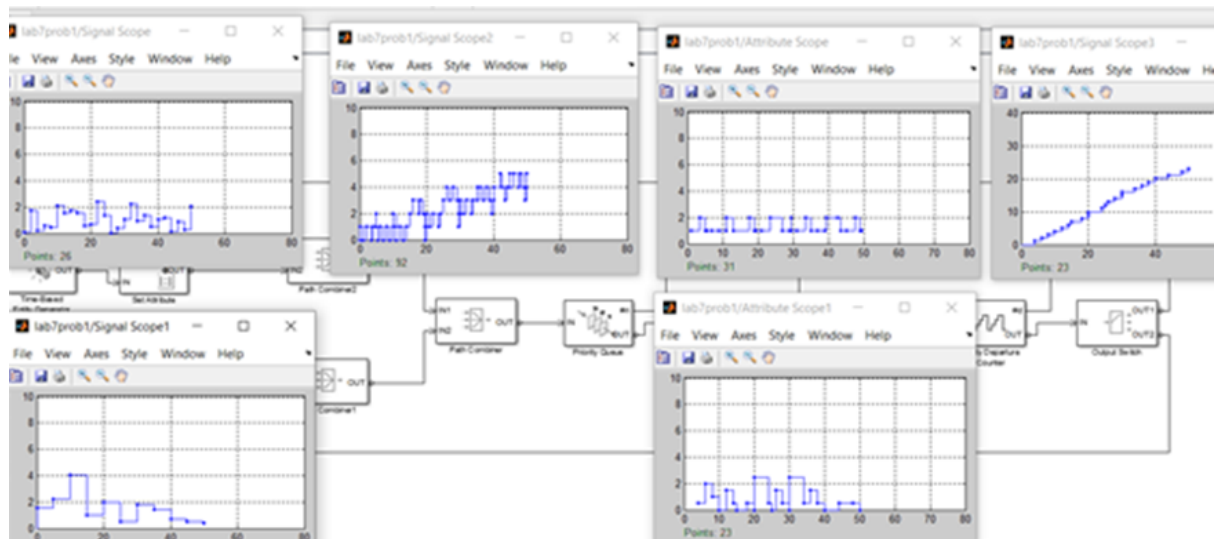 lab7prob1/Signal Scope
File View Axes Style Window Help
10
8
6
4
2
0
0 20 40 60 80
Points: 26
lab7prob1/Signal Scope2
File View Axes Style Window Help
10
8
6
4
2
0
0 20 40 60 80
Points: 92
lab7prob1/Attribute Scope
File View Axes Style Window Help
10
8
6
4
2
0
0 10 20 30 40 50 60 70 80
Points: 31
lab7prob1/Signal Scope3
File View Axes Style Window
40
30
20
10
0
0 20 40
Points: 23
OUT
IN
OUT
IN2
Time-Based
Set Attribute
Path Combiner2
IN1
IN2
OUT
Path Combiner
IN
OUT
Priority Queue
OUT
Counter
IN
OUT1
OUT2
Output Switch
OUT
Combiner1
lab7prob1/Signal Scope1
File View Axes Style Window Help
10
8
6
4
2
0
0 20 40 60 80
lab7prob1/Attribute Scope1
File View Axes Style Window Help
10
8
6
4
2
0
0 10 20 30 40 50 60 70 80
Points: 23